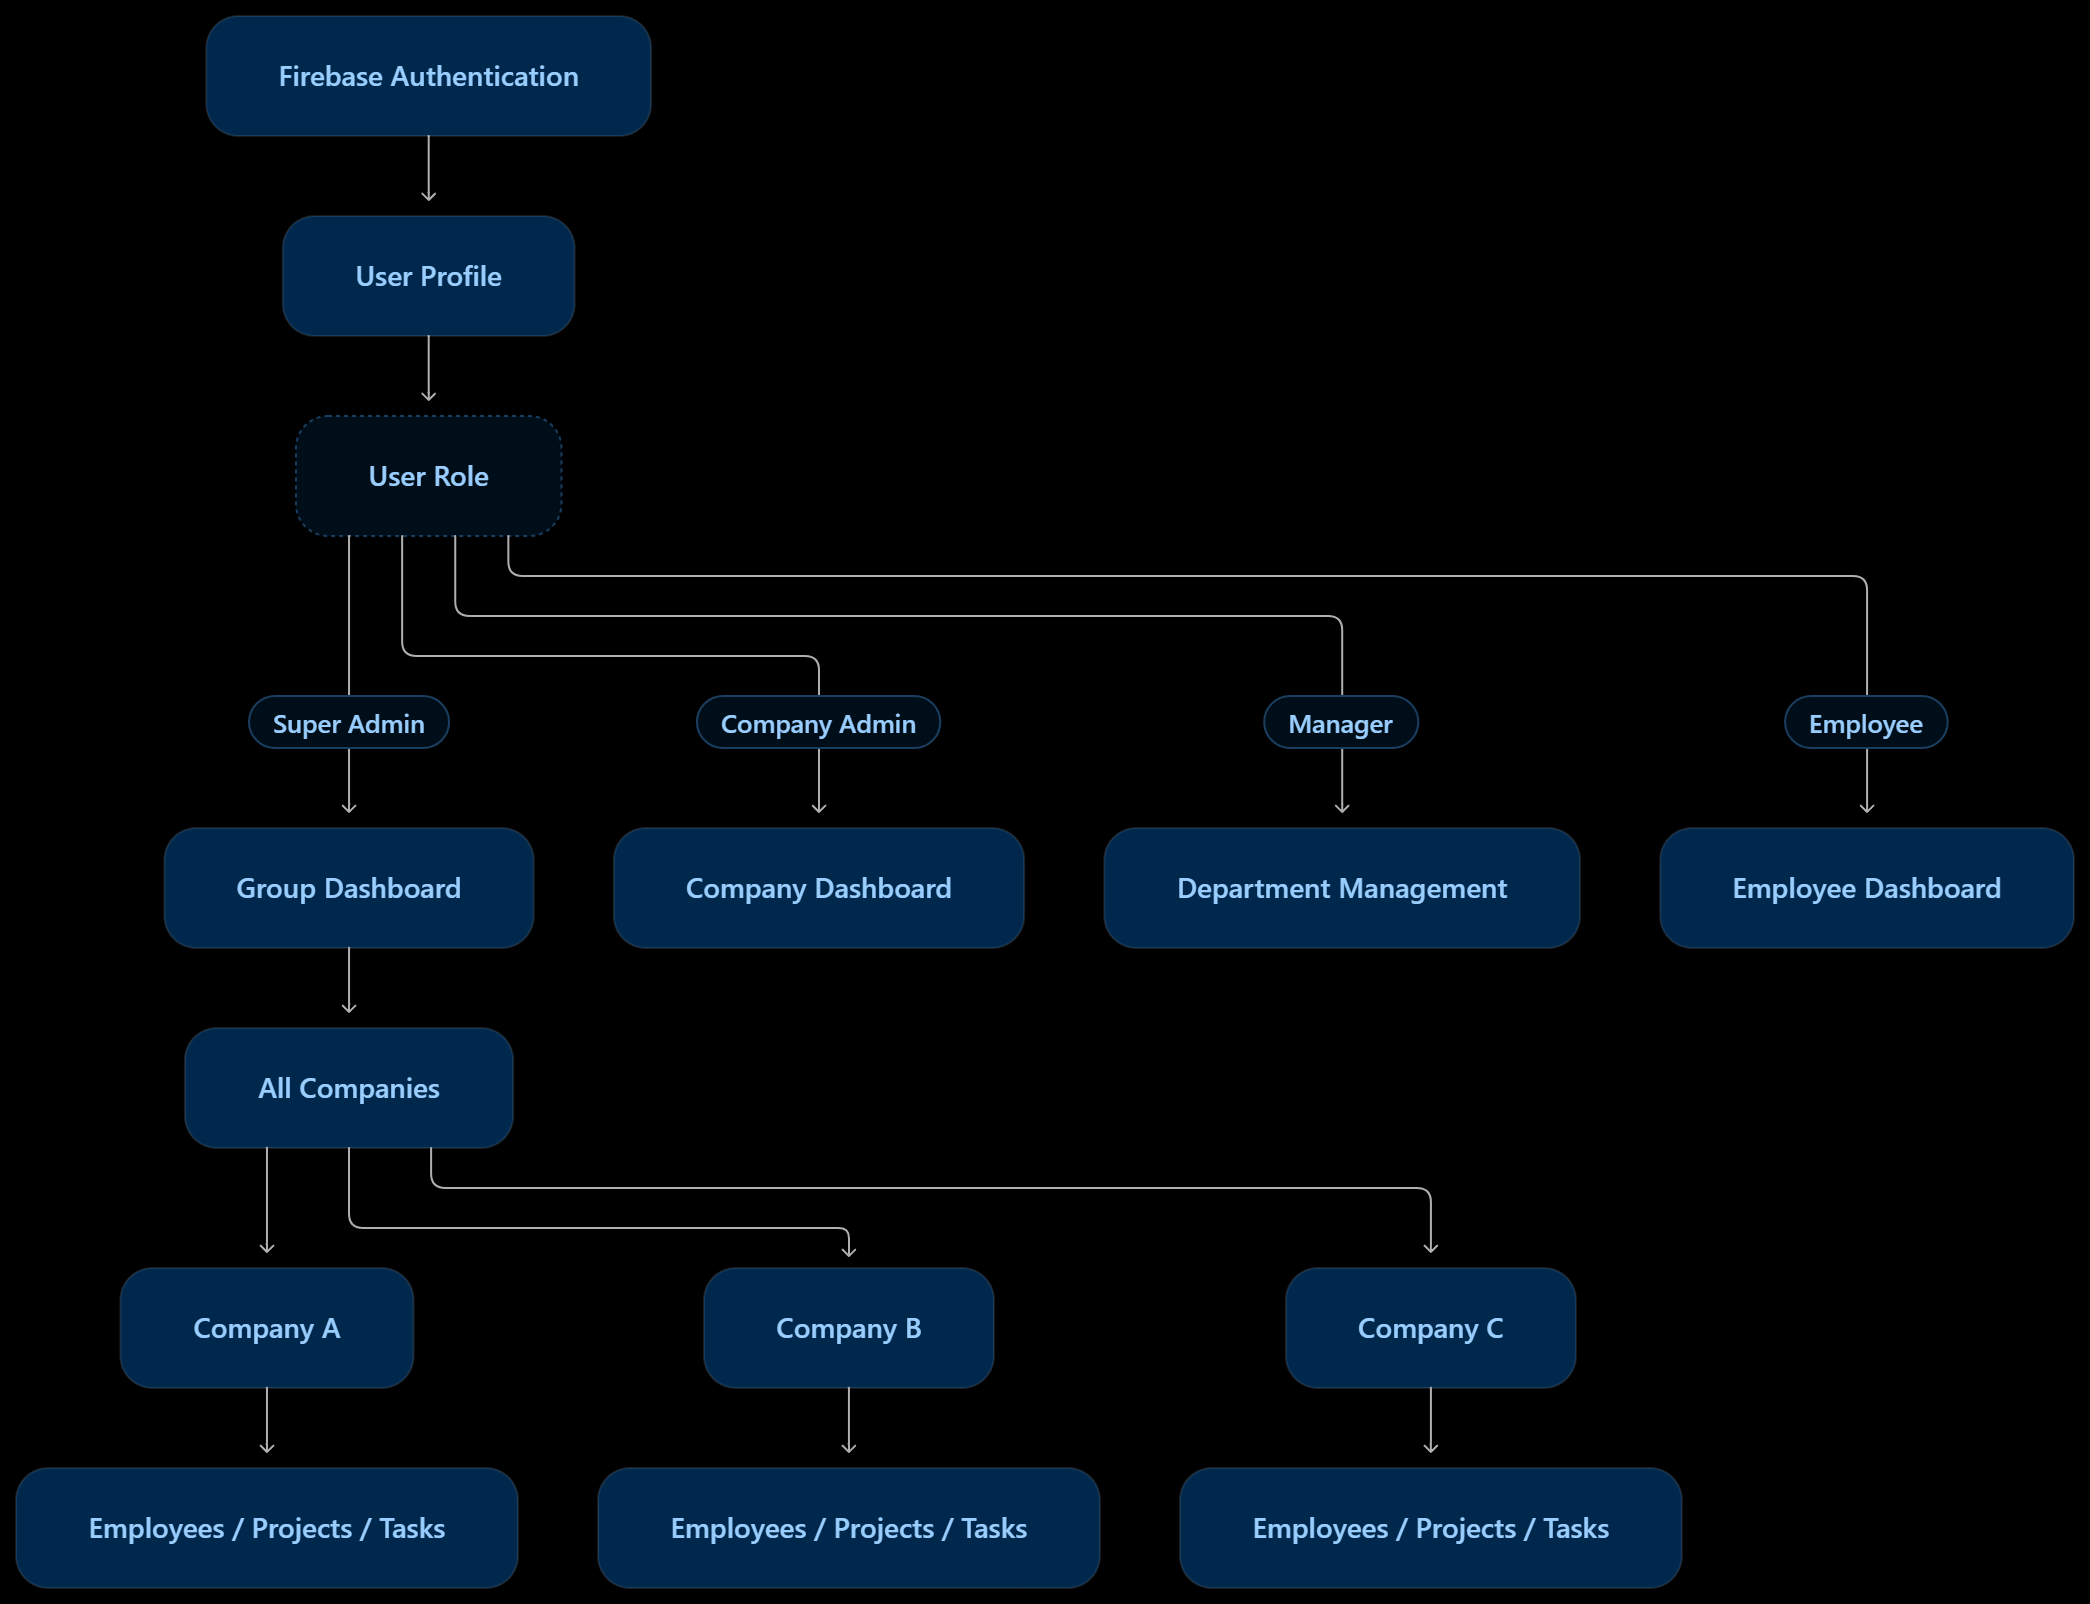 Firebase Authentication
User Profile
User Role
Super Admin
Company Admin
Manager
Employee
Group Dashboard
Company Dashboard
Department Management
Employee Dashboard
All Companies
Company A
Company B
Company C
Employees / Projects / Tasks
Employees / Projects / Tasks
Employees / Projects / Tasks